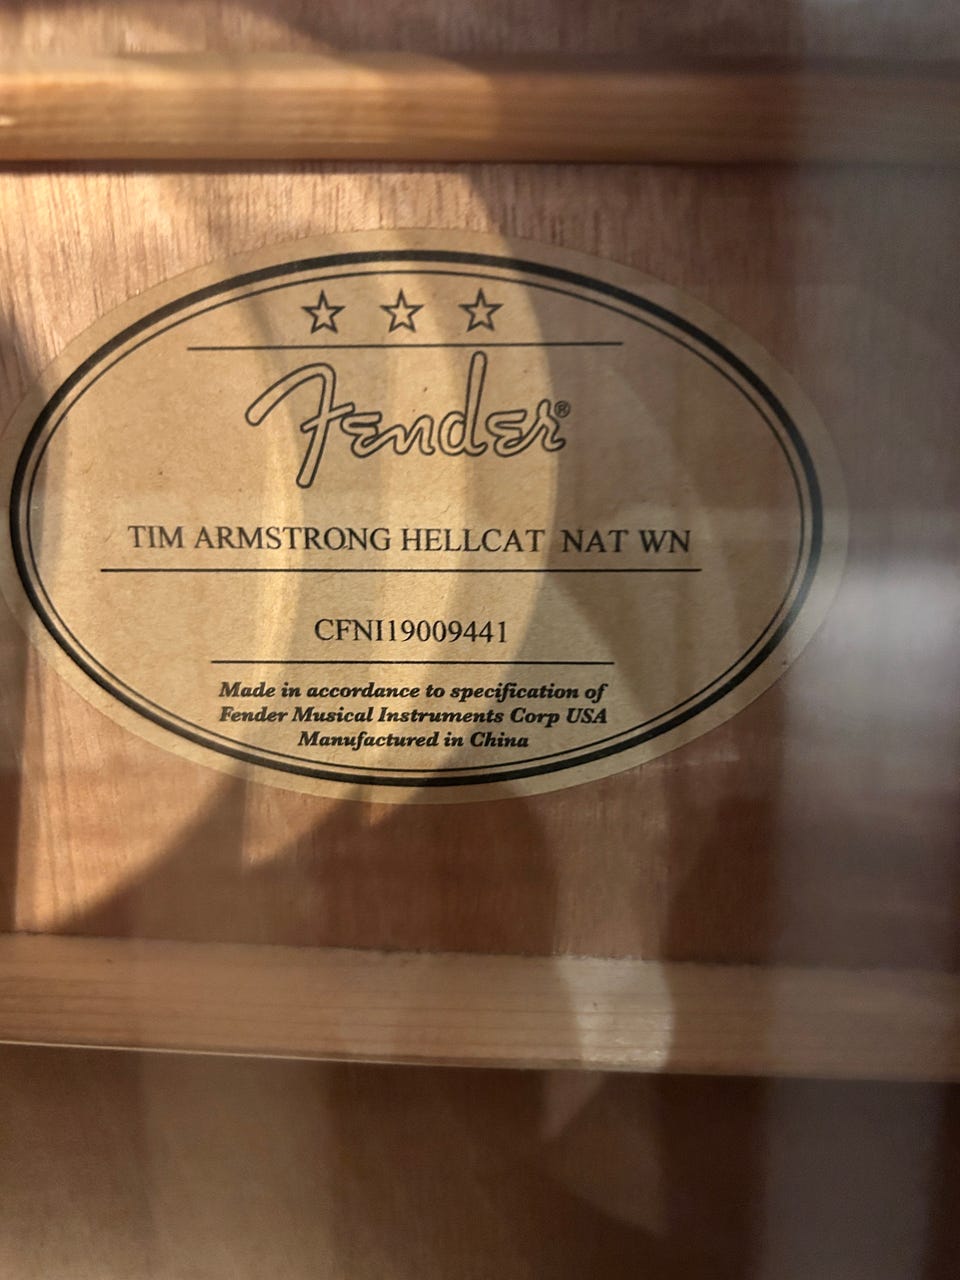 Fender®
TIM ARMSTRONG HELLCAT NAT WN
CFNI19009441
Made in accordance to specification of
Fender Musical Instruments Corp USA
Manufactured in China